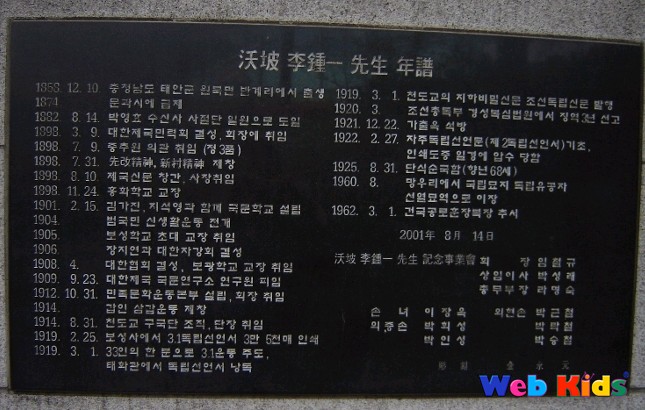 沃坡 李鍾一 先生 年譜
1858. 12. 10. 충청남도 태안군 원북면 반계리에서 출생
1874. 문과시에 급제
1882. 8. 14. 박영효 수신사 사절단 일원으로 도일
1898. 3. 9. 대한제국민력회 결성, 회장에 취임
1898. 7. 9. 중추원 의관 취임 (정3품)
1898. 7. 31. 先改精神, 新村精神 제창
1898. 8. 10. 제국신문 창간, 사장취임
1898. 11. 24. 흥화학교 교장
1901. 2. 15. 김가진, 지석영과 함께 국문학교 설립
1904. 범국민 신생활운동 전개
1905. 보성학교 초대 교장 취임
1906. 장지연과 대한자강회 결성
1908. 4. 대한협회 결성, 보광학교 교장 취임
1909. 9. 23. 대한제국 국문연구소 연구원 피임
1912. 10. 31. 민족문화운동본부 설립, 회장 취임
1914. 갑인 삼갑운동 제창
1914. 8. 31. 천도교 구국단 조직, 단장 취임
1919. 2. 25. 보성사에서 3.1독립선언서 3만 5천매 인쇄
1919. 3. 1. 33인의 한 분으로 3.1운동 주도,
태화관에서 독립선언서 낭독
1919. 3. 1. 천도교의 지하비밀신문 조선독립신문 발행
1920. 3. 조선총독부 경성복심법원에서 징역3년 선고
1921. 12. 22. 가출옥 석방
1922. 2. 27. 자주독립선언문 (제2독립선언서)기초,
인쇄도중 일경에 압수 당함
1925. 8. 31. 단식순국함(향년 68세)
1960. 8. 망우리에서 국립묘지 독립유공자
선열묘역으로 이장
1962. 3. 1. 건국공로훈장복장 추서
2001年 8月 14日
沃坡 李鍾一 先生 記念事業會 회 장 임철규
상임이사 박성래
총무부장 라명숙
손 녀 이장옥 외현손 박근철
외,증손 박희성 박탁철
박인성 박승철
Web Kids